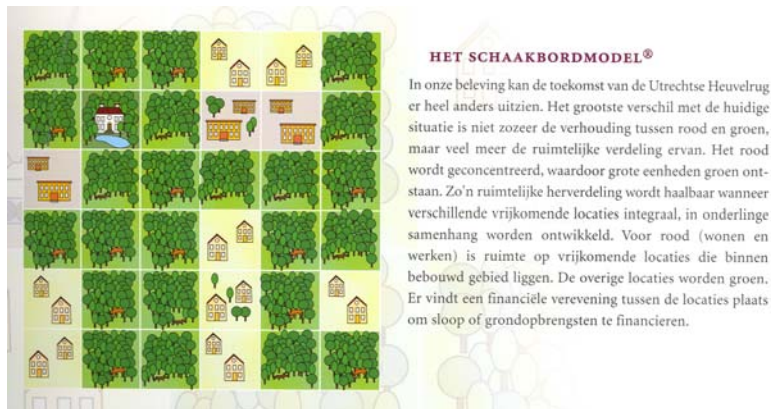 HET SCHAAKBORDMODEL®
In onze beleving kan de toekomst van de Utrechtse Heuvelrug
er heel anders uitzien. Het grootste verschil met de huidige
situatie is niet zozeer de verhouding tussen rood en groen,
maar veel meer de ruimtelijke verdeling ervan. Het rood
wordt geconcentreerd, waardoor grote eenheden groen ont-
staan. Zo'n ruimtelijke herverdeling wordt haalbaar wanneer
verschillende vrijkomende locaties integraal, in onderlinge
samenhang worden ontwikkeld. Voor rood (wonen en
werken) is ruimte op vrijkomende locaties die binnen
bebouwd gebied liggen. De overige locaties worden groen.
Er vindt een financiële verevening tussen de locaties plaats
om sloop of grondopbrengsten te financieren.